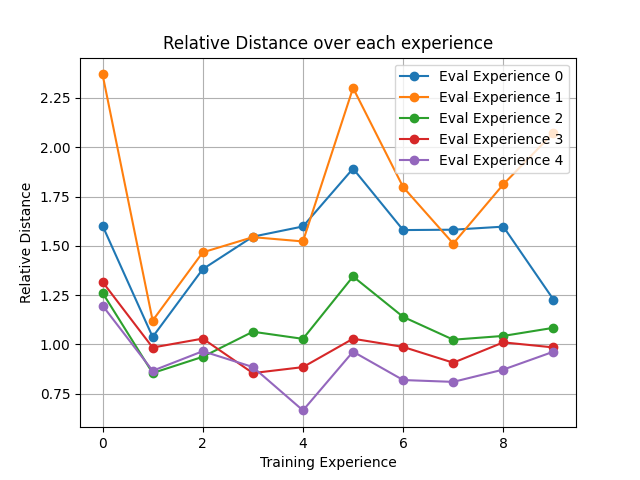 Relative Distance over each experience
Eval Experience 0
Eval Experience 1
Eval Experience 2
Eval Experience 3
Eval Experience 4
2.25
2.00
1.75
1.50
1.25
1.00
0.75
Relative Distance
0 2 4 6 8
Training Experience